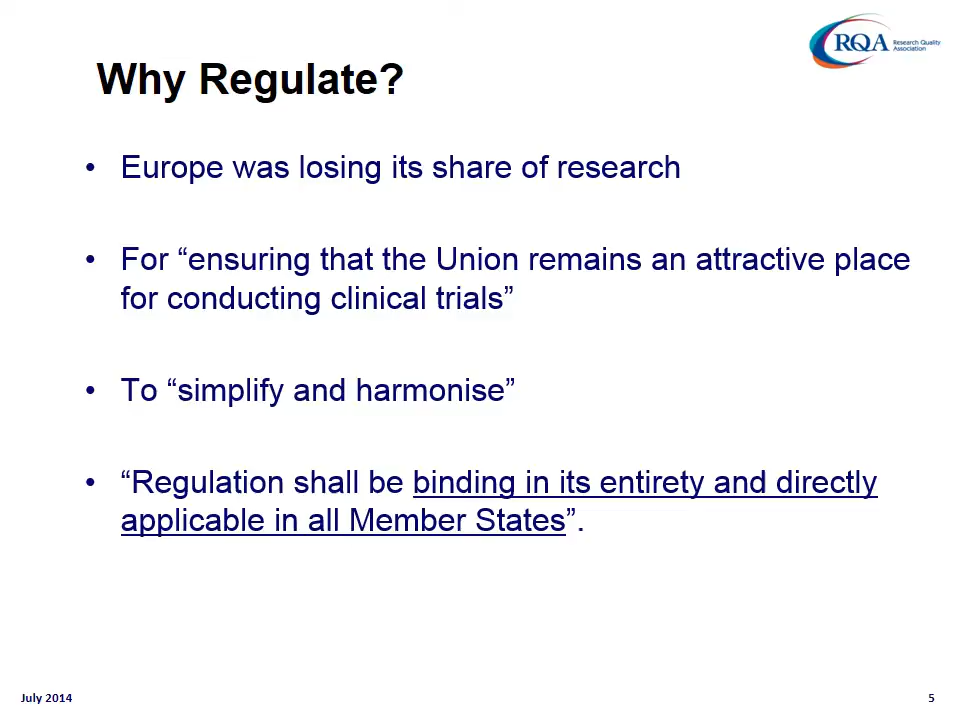 RQA Research Quality
Association
Why Regulate?
• Europe was losing its share of research
• For “ensuring that the Union remains an attractive place
for conducting clinical trials”
• To “simplify and harmonise”
• “Regulation shall be binding in its entirety and directly
applicable in all Member States”.
July 2014
5